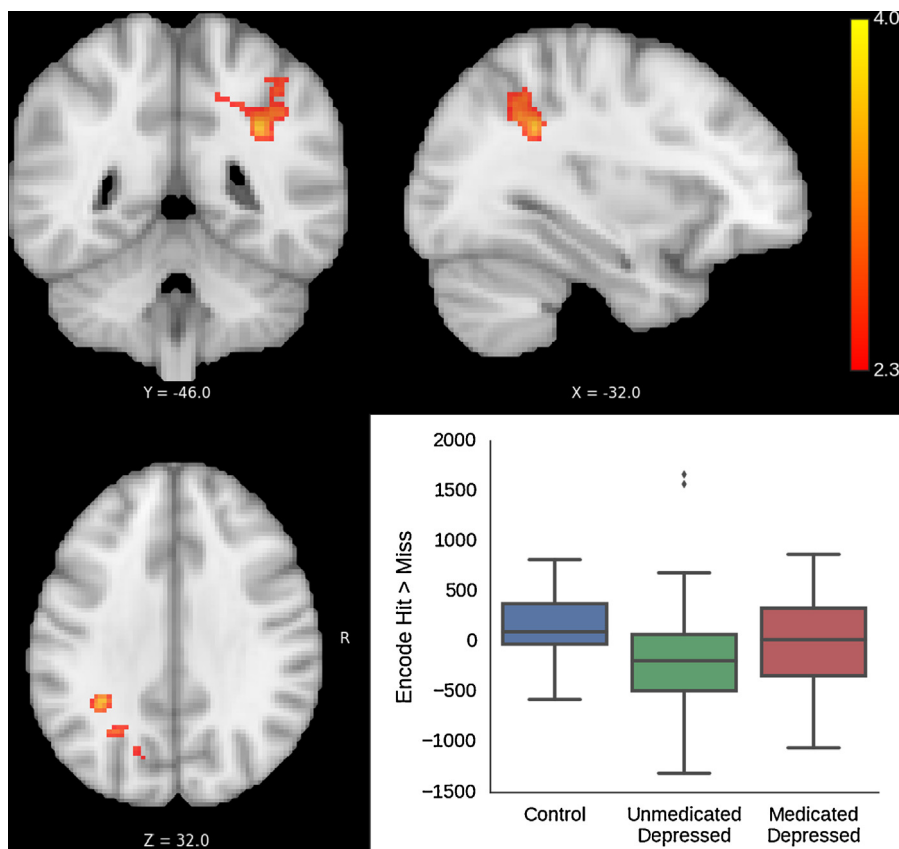 4.0
2.3
Y = -46.0
X = -32.0
R
Z = 32.0
2000
1500
1000
500
0
−500
−1000
−1500
Encode Hit > Miss
Control
Unmedicated
Depressed
Medicated
Depressed